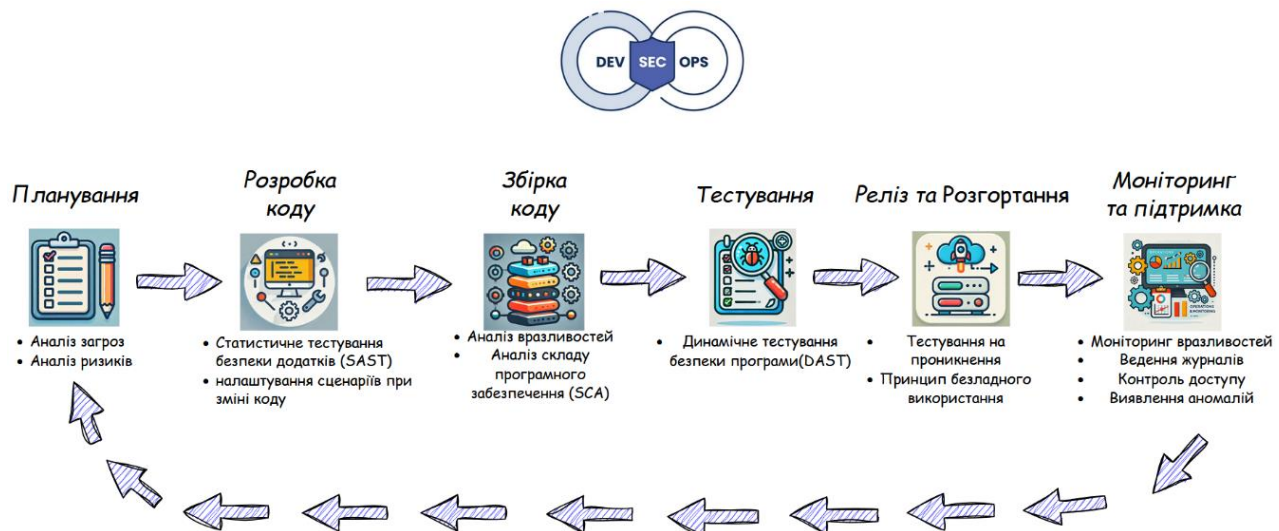 DEV SEC OPS
Планування
Аналіз загроз
Аналіз ризиків
Розробка
коду
Статистичне тестування
безпеки додатків (SAST)
налаштування сценаріїв при
зміні коду
Збірка
коду
Аналіз вразливостей
Аналіз складу
програмного
забезпечення (SCA)
Тестування
Динамічне тестування
безпеки програми(DAST)
Реліз та Розгортання
Тестування на
проникнення
Принцип безладного
використання
Моніторинг
та підтримка
Моніторинг вразливостей
Ведення журналів
Контроль доступу
Виявлення аномалій